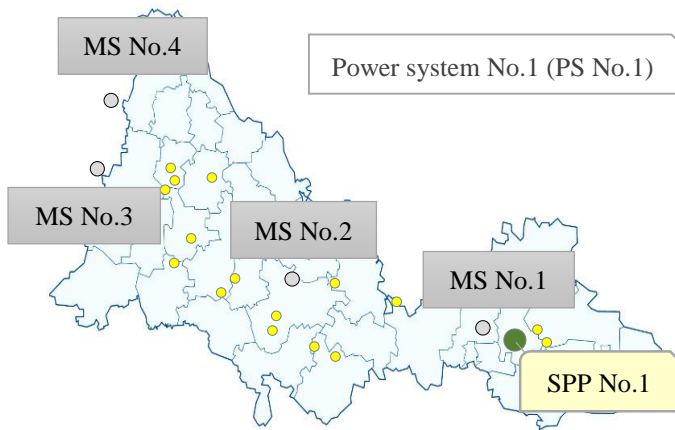 MS No.4
Power system No.1 (PS No.1)
MS No.3
MS No.2
MS No.1
SPP No.1